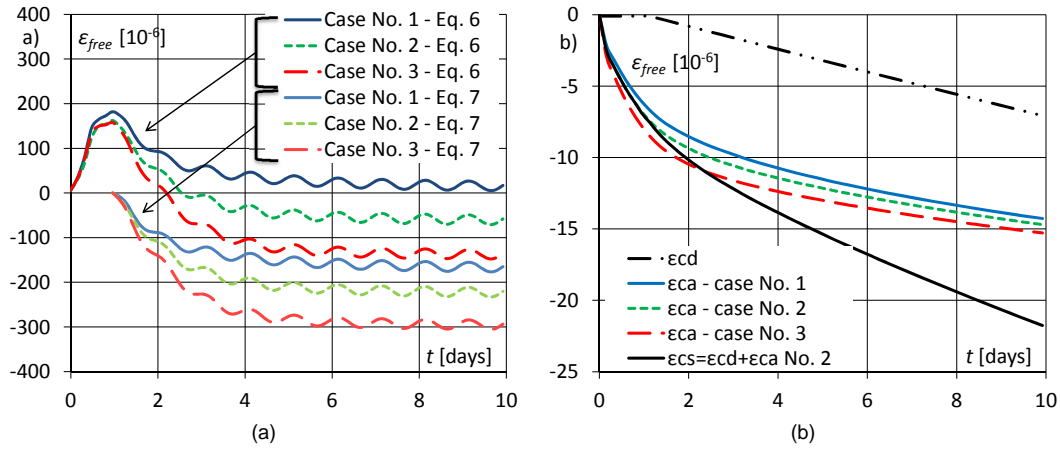 400
300
200
100
0
-100
-200
-300
-400
a)
εfree [10-6]
Case No. 1 - Eq. 6
Case No. 2 - Eq. 6
Case No. 3 - Eq. 6
Case No. 1 - Eq. 7
Case No. 2 - Eq. 7
Case No. 3 - Eq. 7
t [days]
0 2 4 6 8 10
(a)
0
-5
-10
-15
-20
-25
b)
εfree [10-6]
εcd
εca - case No. 1
εca - case No. 2
εca - case No. 3
εcs=εcd+εca No. 2
t [days]
0 2 4 6 8 10
(b)